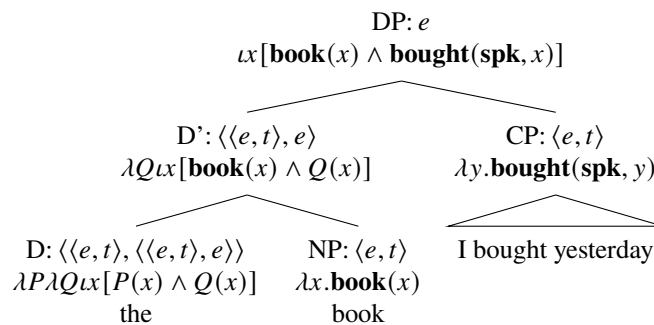 DP: e
ιx[book(x) ∧ bought(spk, x)]
D’: ⟨⟨e, t⟩, e⟩ CP: ⟨e, t⟩
λQιx[book(x) ∧ Q(x)] λy.bought(spk, y)
D: ⟨⟨e, t⟩, ⟨⟨e, t⟩, e⟩⟩ NP: ⟨e, t⟩ I bought yesterday
λPλQιx[P(x) ∧ Q(x)] λx.book(x)
the book